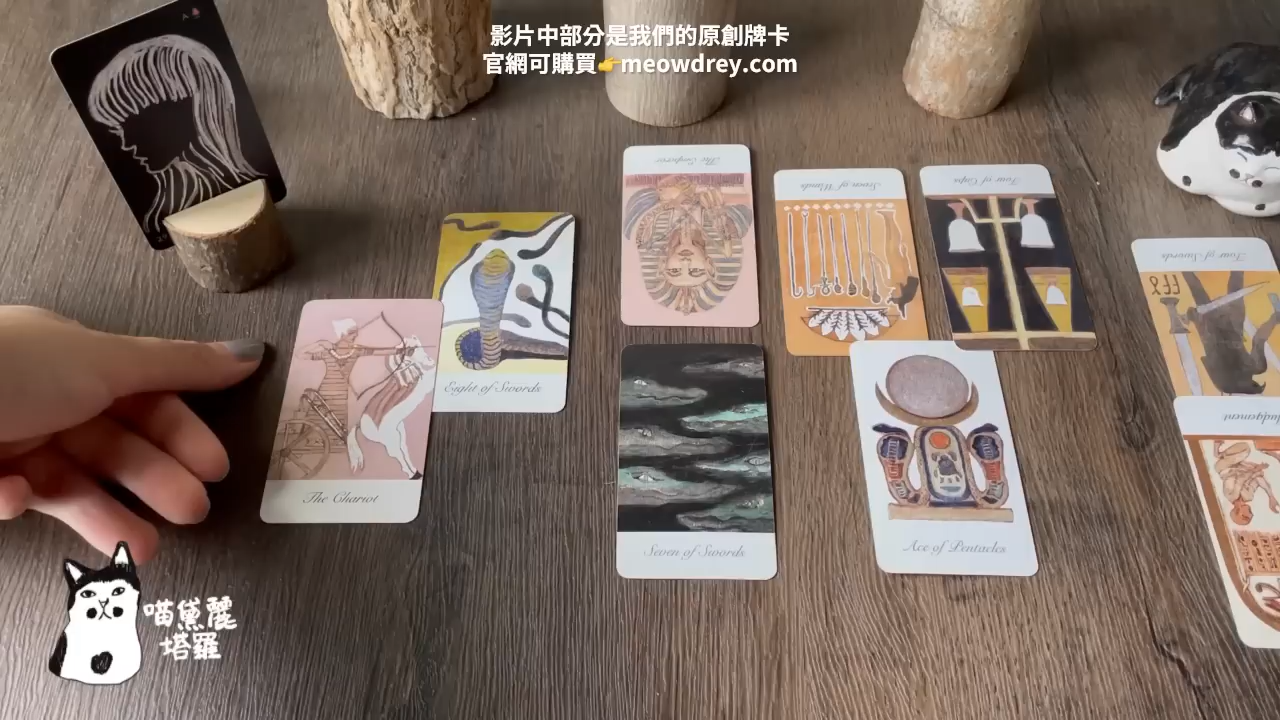 影片中部分是我們的原創牌卡
官網可購買👉meowdrey.com
A
The Emperor
Seven of Wands
Four of Cups
Four of Swords
Eight of Swords
Judgement
The Chariot
Seven of Swords
Ace of Pentacles
喵黛麗
塔羅